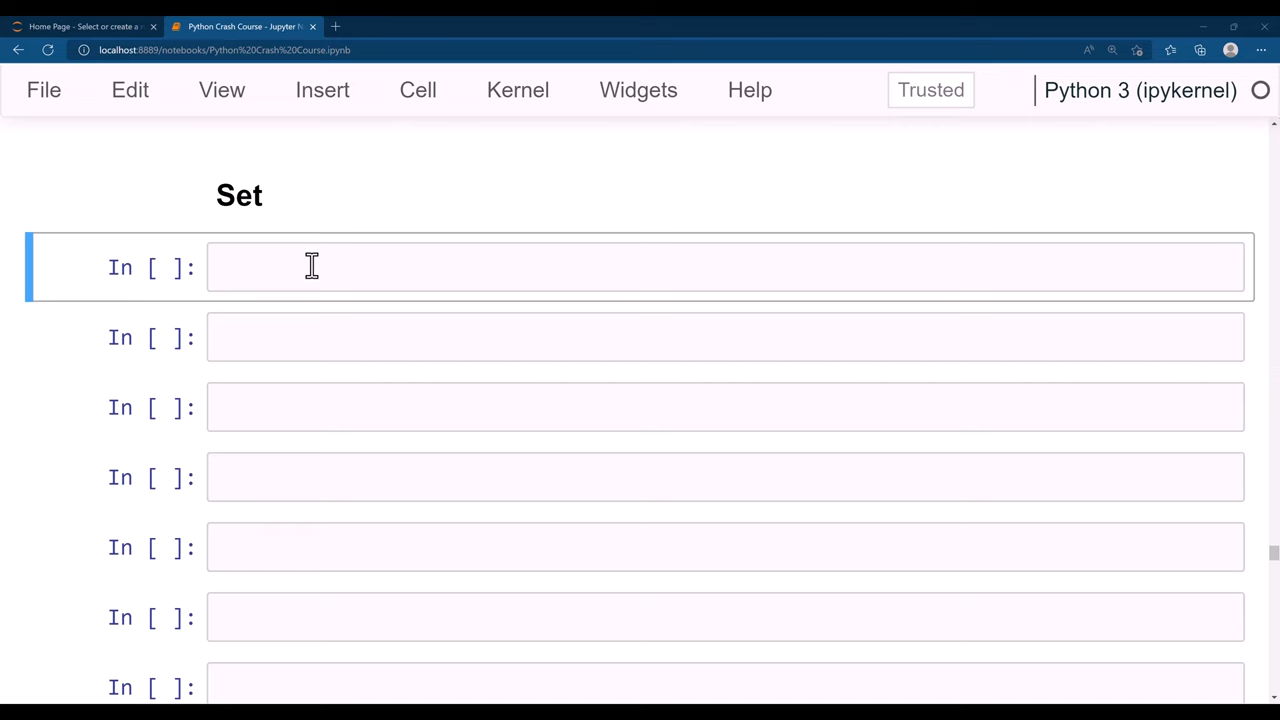 Home Page - Select or create a n
Python Crash Course - Jupyter N
localhost:8889/notebooks/Python%20Crash%20Course.ipynb
File Edit View Insert Cell Kernel Widgets Help Trusted Python 3 (ipykernel)
Set
In [ ]:
In [ ]:
In [ ]:
In [ ]:
In [ ]:
In [ ]:
In [ ]: